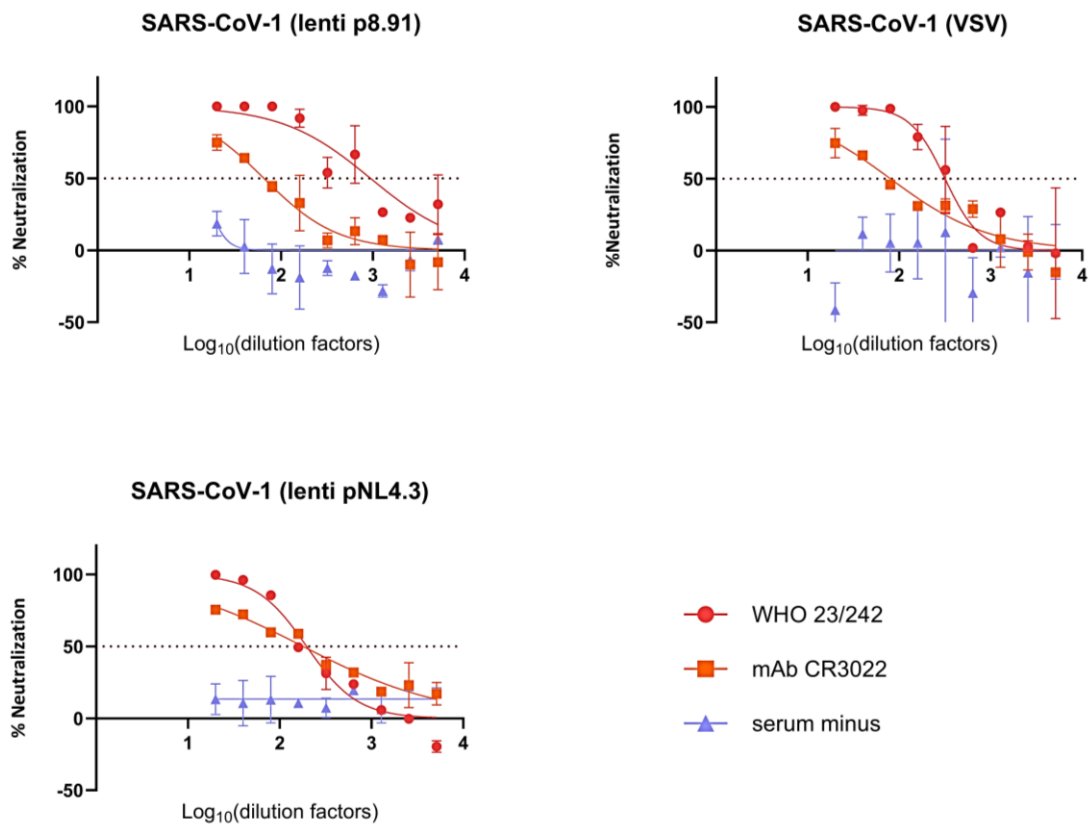 SARS-CoV-1 (lenti p8.91)
% Neutralization
100
50
0
-50
1 2 3 4
Log₁₀(dilution factors)
SARS-CoV-1 (VSV)
%Neutralization
100
50
0
-50
1 2 3 4
Log₁₀(dilution factors)
SARS-CoV-1 (lenti pNL4.3)
% Neutralization
100
50
0
-50
1 2 3 4
Log₁₀(dilution factors)
WHO 23/242
mAb CR3022
serum minus